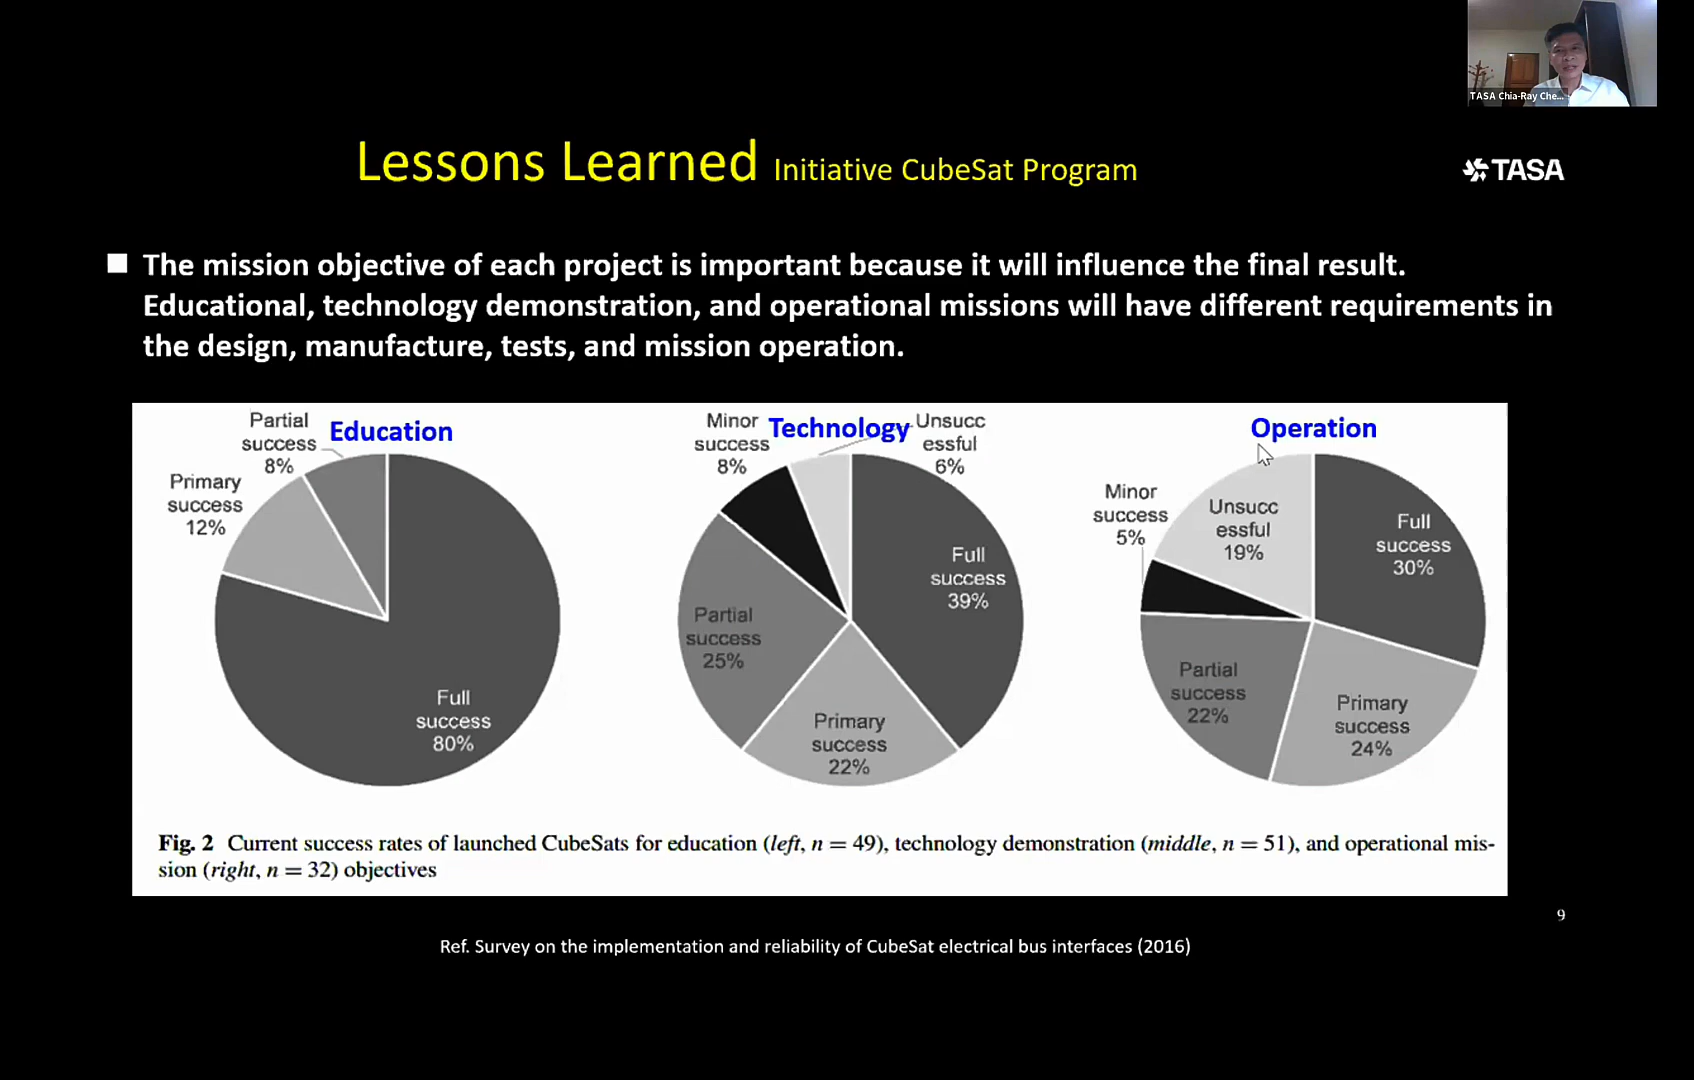 TASA Chia-Ray Che...
Lessons Learned Initiative CubeSat Program
TASA
The mission objective of each project is important because it will influence the final result.
Educational, technology demonstration, and operational missions will have different requirements in
the design, manufacture, tests, and mission operation.
Education
Partial
success
8%
Primary
success
12%
Full
success
80%
Technology
Minor
success
8%
Unsucc
essful
6%
Full
success
39%
Partial
success
25%
Primary
success
22%
Operation
Minor
success
5%
Unsucc
essful
19%
Full
success
30%
Partial
success
22%
Primary
success
24%
Fig. 2 Current success rates of launched CubeSats for education (left, n = 49), technology demonstration (middle, n = 51), and operational mis-
sion (right, n = 32) objectives
9
Ref. Survey on the implementation and reliability of CubeSat electrical bus interfaces (2016)